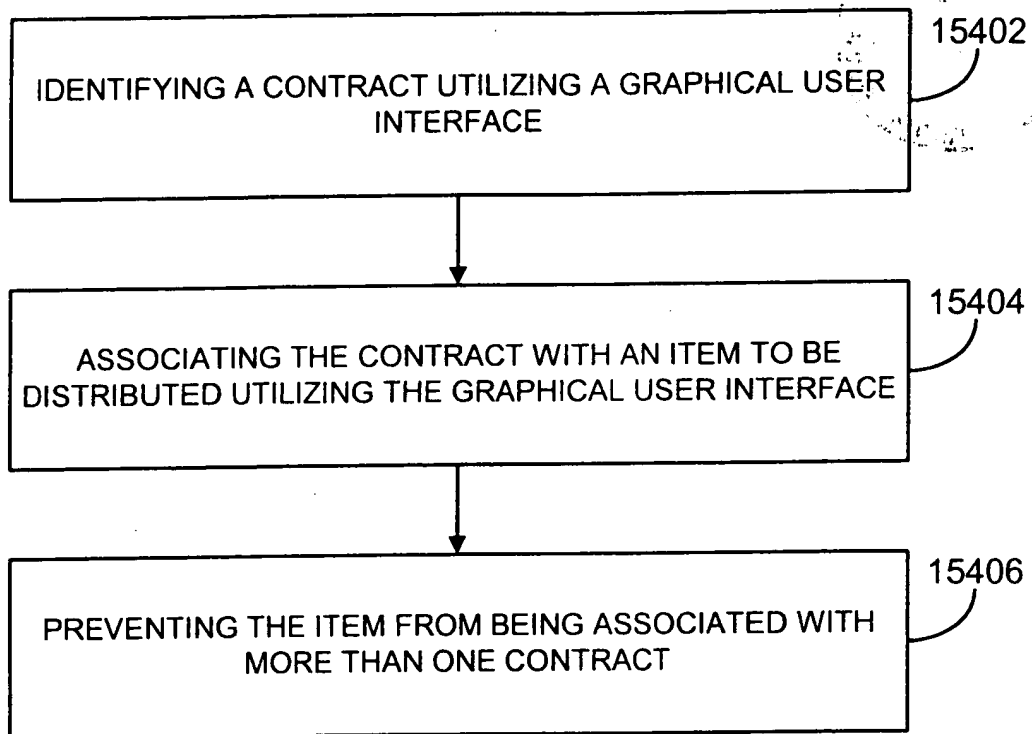 15402
IDENTIFYING A CONTRACT UTILIZING A GRAPHICAL USER
INTERFACE
15404
ASSOCIATING THE CONTRACT WITH AN ITEM TO BE
DISTRIBUTED UTILIZING THE GRAPHICAL USER INTERFACE
15406
PREVENTING THE ITEM FROM BEING ASSOCIATED WITH
MORE THAN ONE CONTRACT